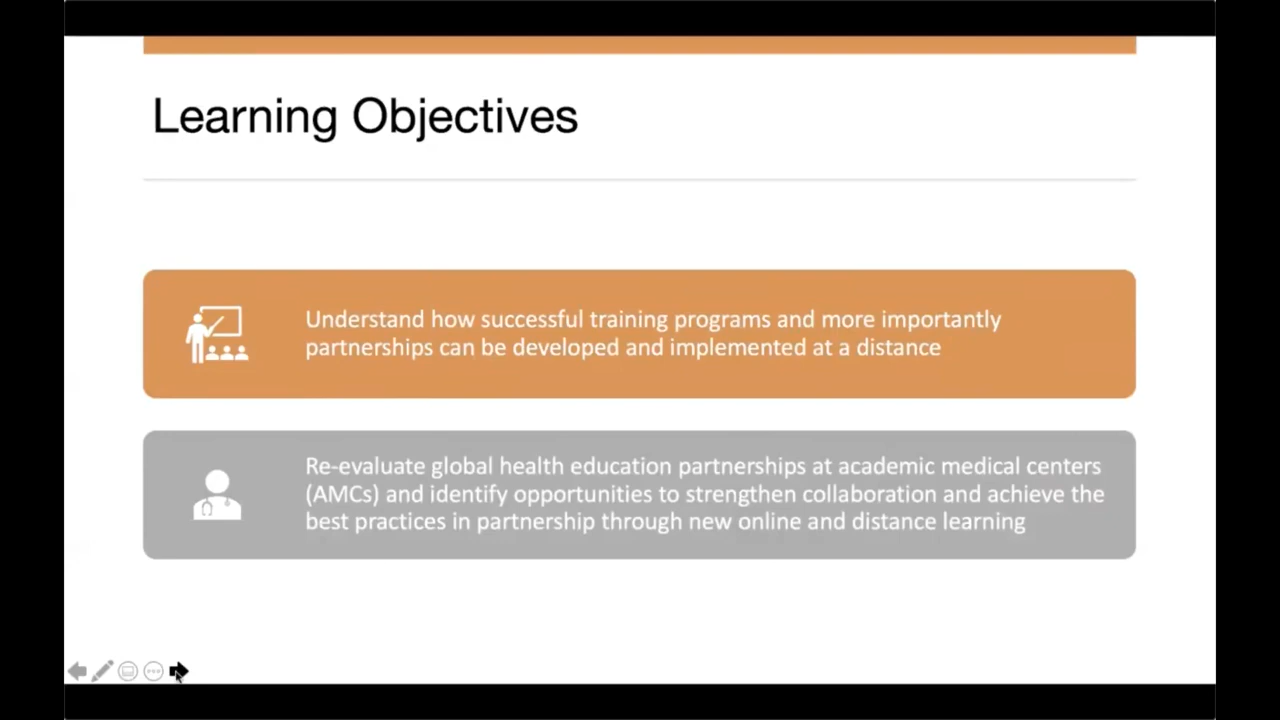 Learning Objectives
Understand how successful training programs and more importantly
partnerships can be developed and implemented at a distance
Re-evaluate global health education partnerships at academic medical centers
(AMCs) and identify opportunities to strengthen collaboration and achieve the
best practices in partnership through new online and distance learning